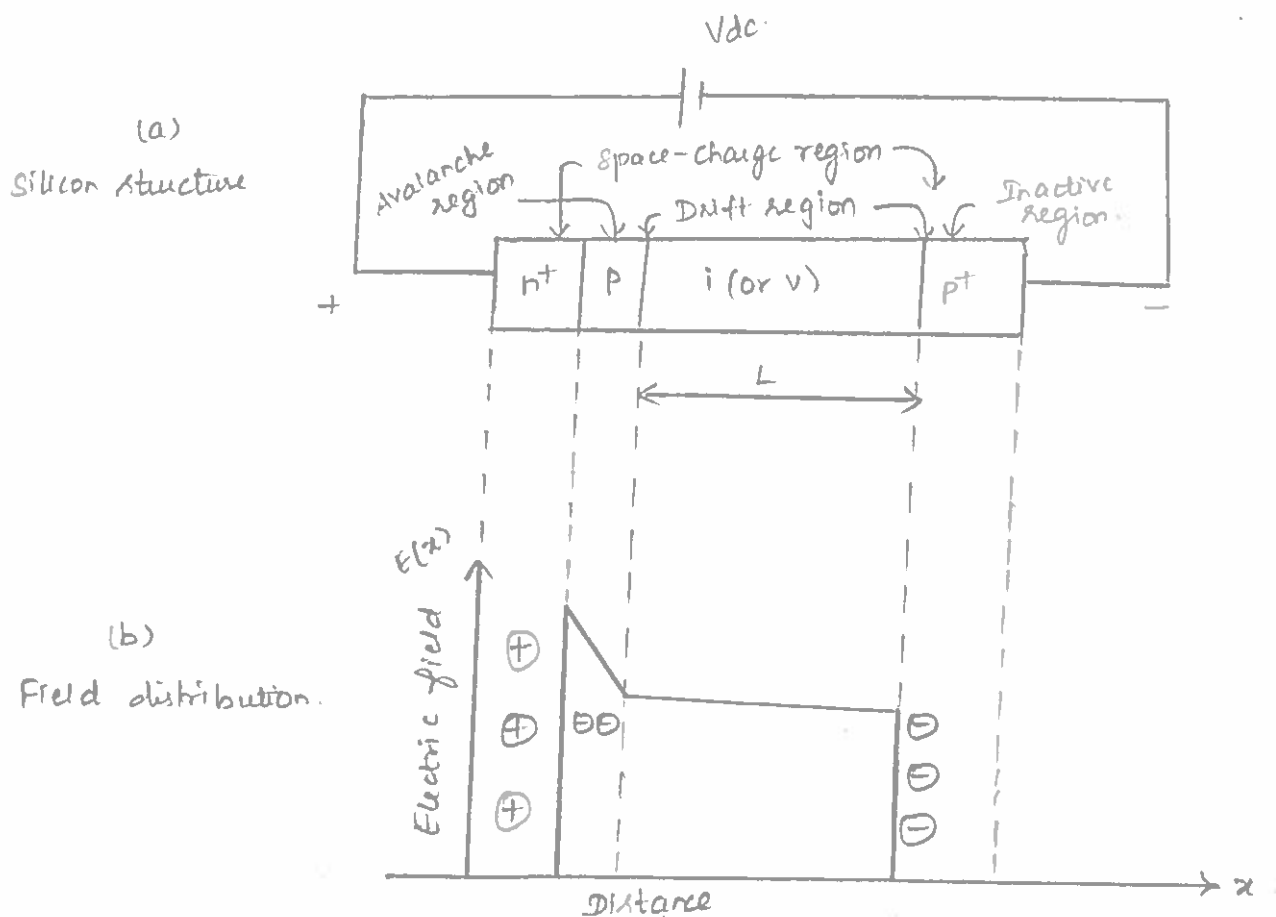 Vdc
(a)
Silicon structure
Avalanche
region
Space-charge region
Drift region
Inactive
region
n+
p
i (or ν)
p+
+
−
L
E(x)
Electric field
(b)
Field distribution.
+
+
+
⊖⊖
⊖
⊖
⊖
Distance
x